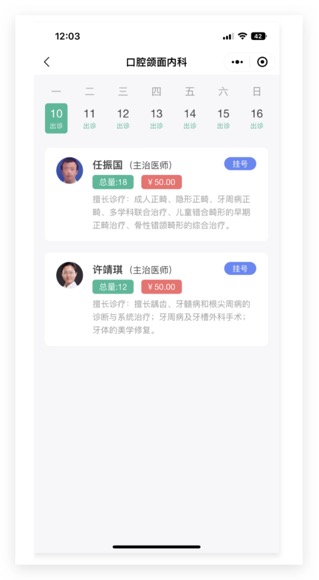 12:03
42
口腔颌面内科
一 二 三 四 五 六 日
10 11 12 13 14 15 16
出诊 出诊 出诊 出诊 出诊 出诊 出诊
任振国（主治医师） 挂号
总量:18 ¥50.00
擅长诊疗：成人正畸、隐形正畸、牙周病正
畸、多学科联合治疗、儿童错合畸形的早期
正畸治疗、骨性错颌畸形的综合治疗。
许靖琪（主治医师） 挂号
总量:12 ¥50.00
擅长诊疗：擅长龋齿、牙髓病和根尖周病的
诊断与系统治疗；牙周病及牙槽外科手术；
牙体的美学修复。